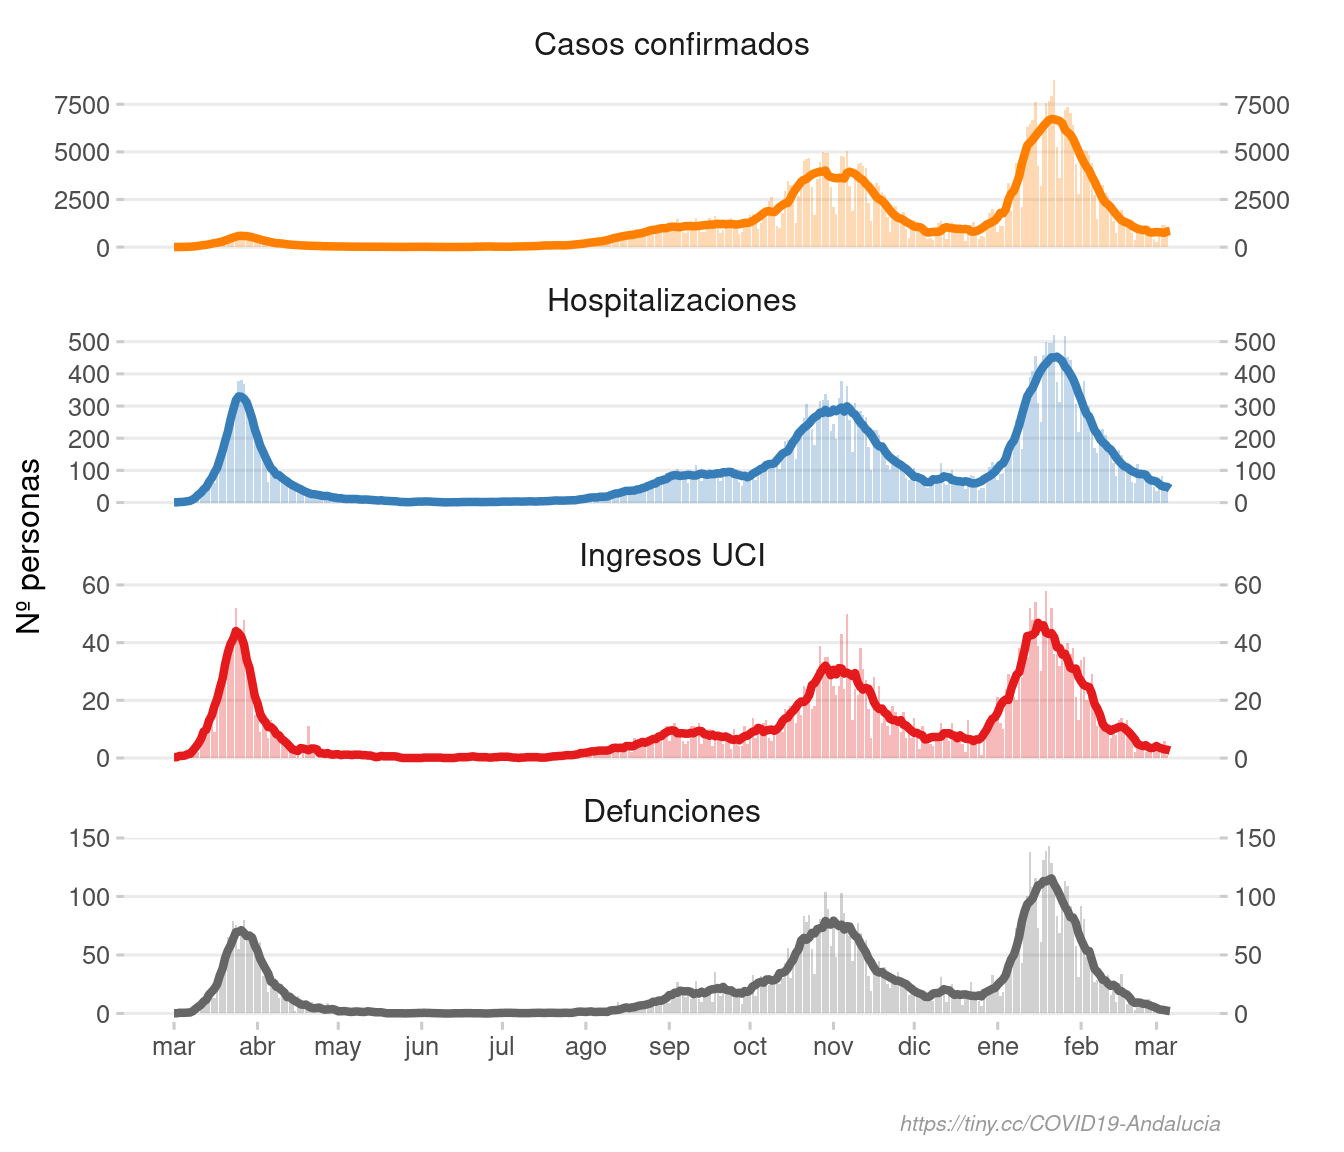 Casos confirmados
7500 7500
5000 5000
2500 2500
0 0
Hospitalizaciones
500 500
400 400
300 300
200 200
100 100
0 0
Nº personas
Ingresos UCI
60 60
40 40
20 20
0 0
Defunciones
150 150
100 100
50 50
0 0
mar abr may jun jul ago sep oct nov dic ene feb mar
https://tiny.cc/COVID19-Andalucia